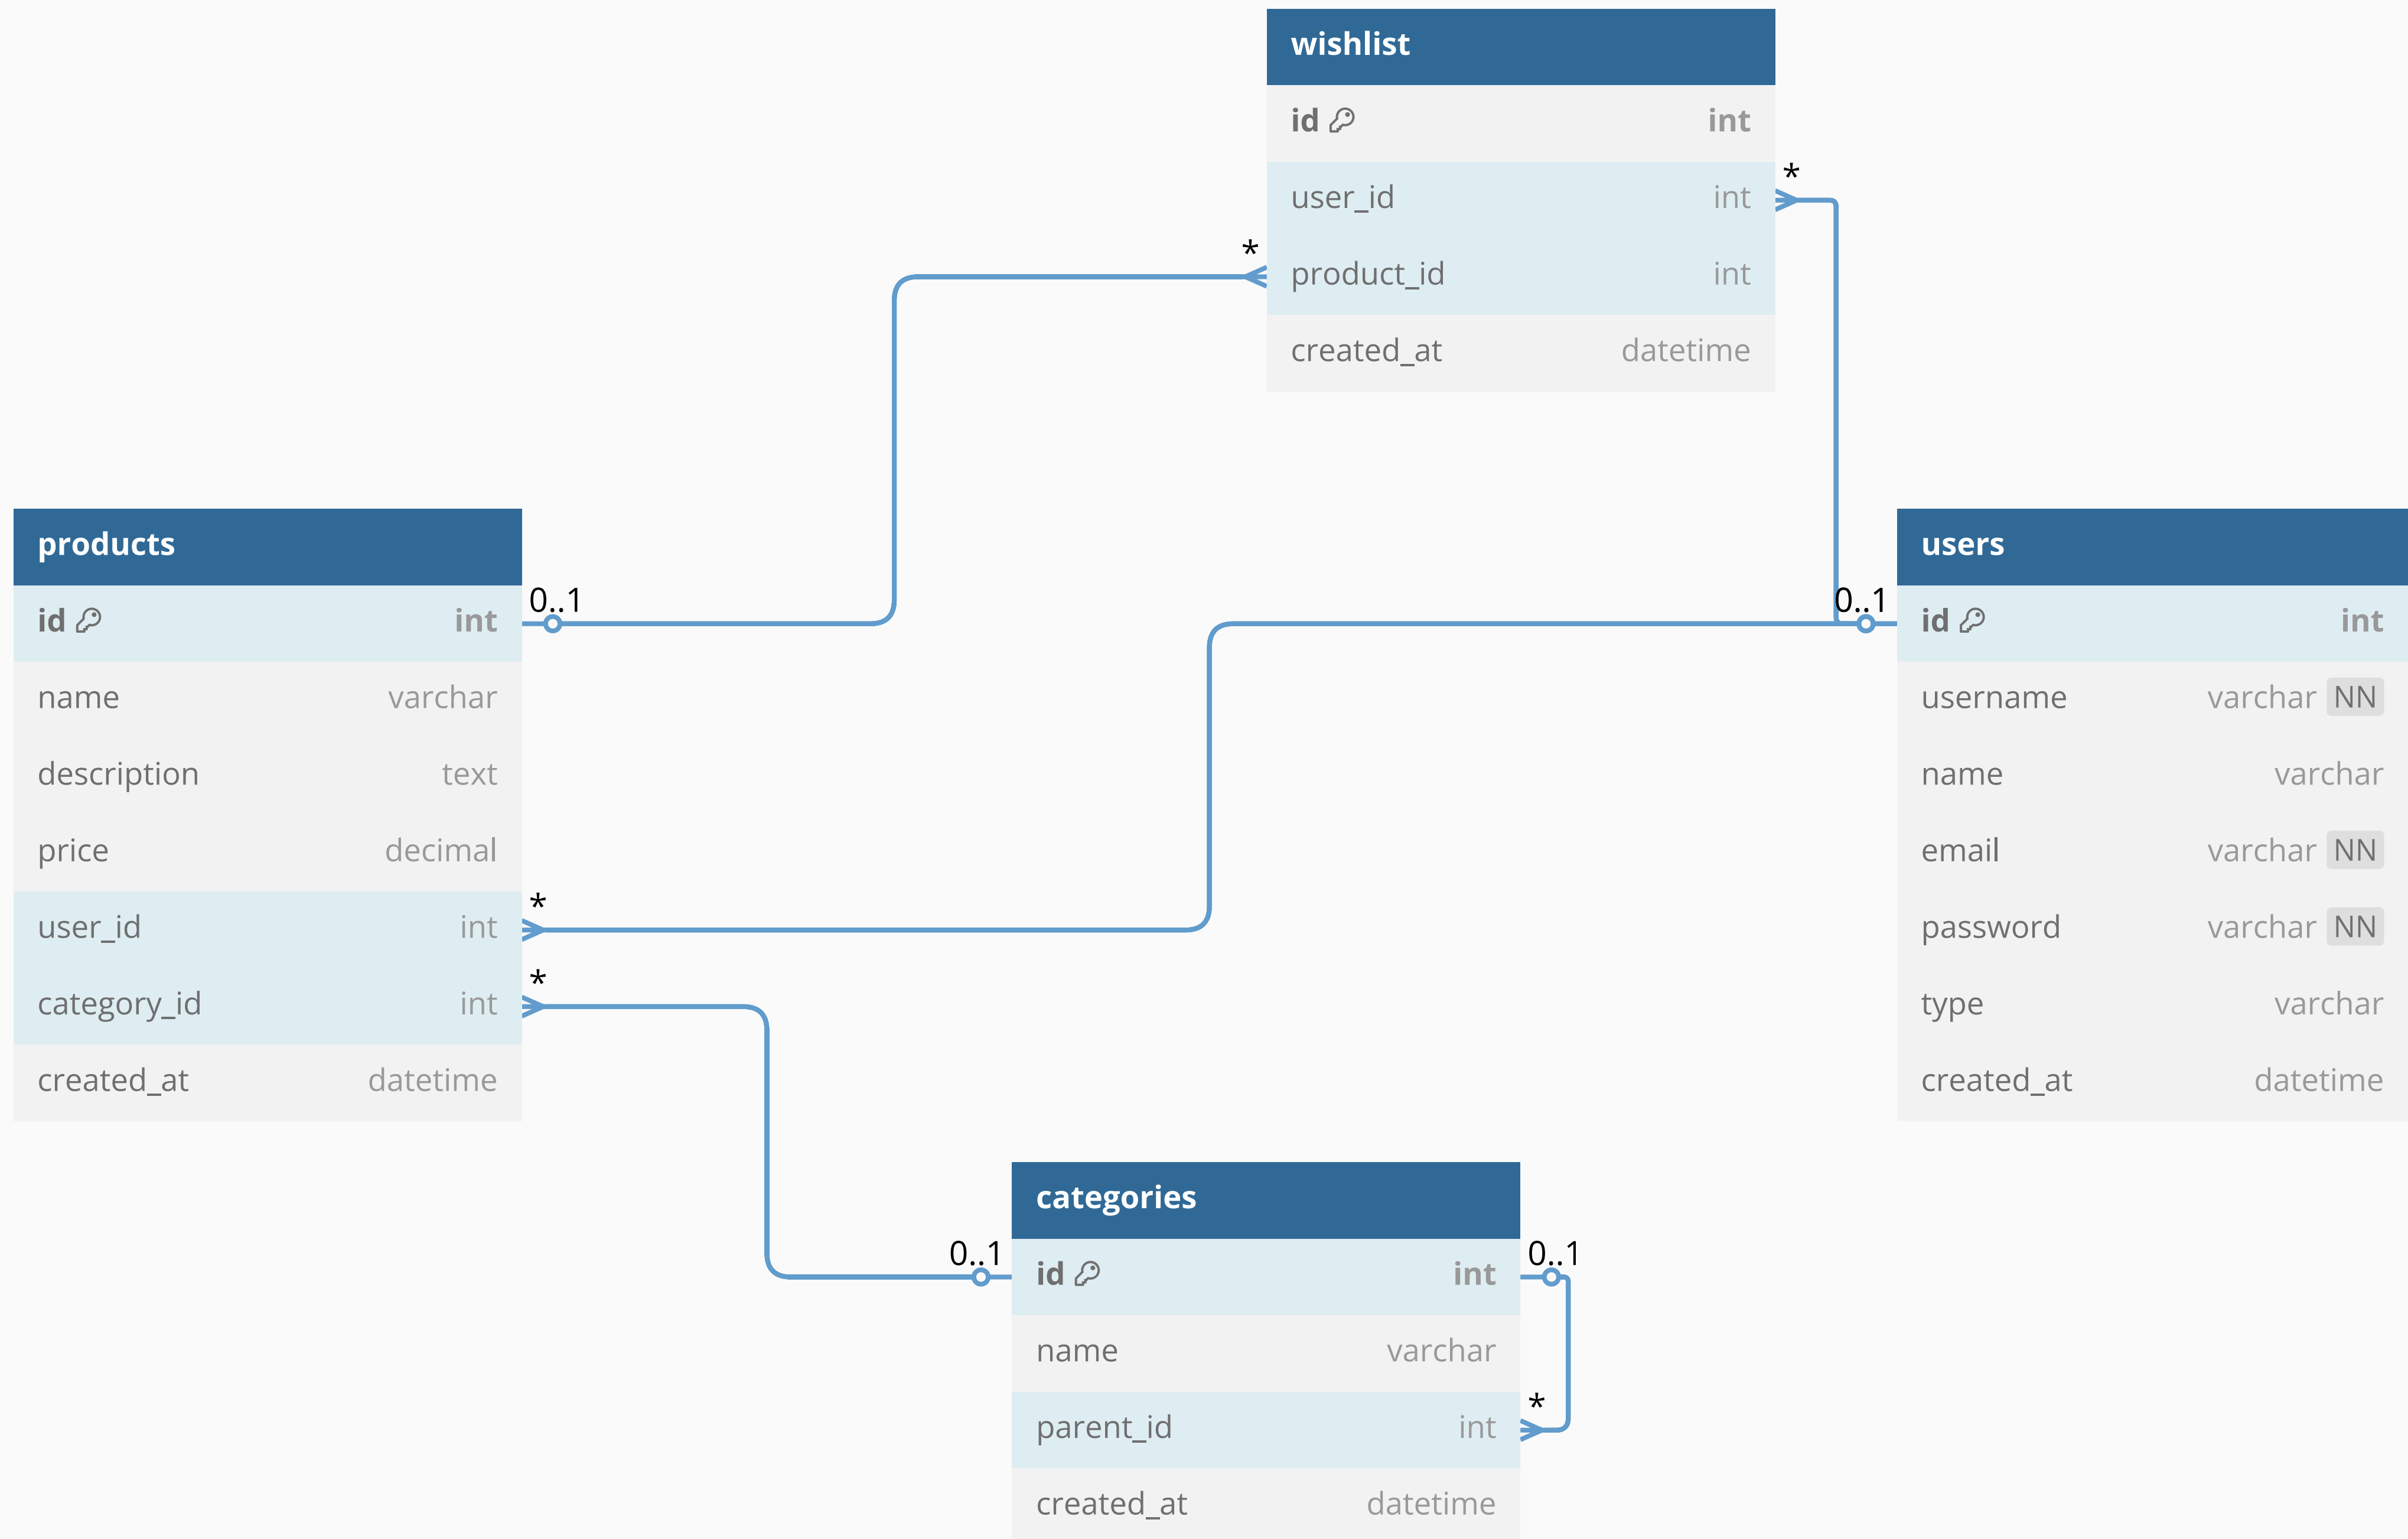 wishlist
id int
user_id int
product_id int
created_at datetime
*
*
products
id int
name varchar
description text
price decimal
user_id int
category_id int
created_at datetime
0..1
*
*
users
id int
username varchar NN
name varchar
email varchar NN
password varchar NN
type varchar
created_at datetime
0..1
categories
id int
name varchar
parent_id int
created_at datetime
0..1
0..1
*